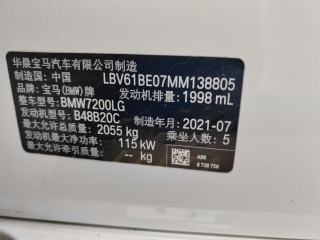 华晨宝马汽车有限公司制造
制造国：中国 LBV61BE07MM138805
品牌：宝马(BMW)牌 发动机排量：1998 mL
整车型号：BMW7200LG
发动机型号：B48B20C 制造年月：2021-07
最大允许总质量：2055 kg 乘坐人数：5
发动机最大净功率：115 kW
最大允许牵引质量：-- kg
A96